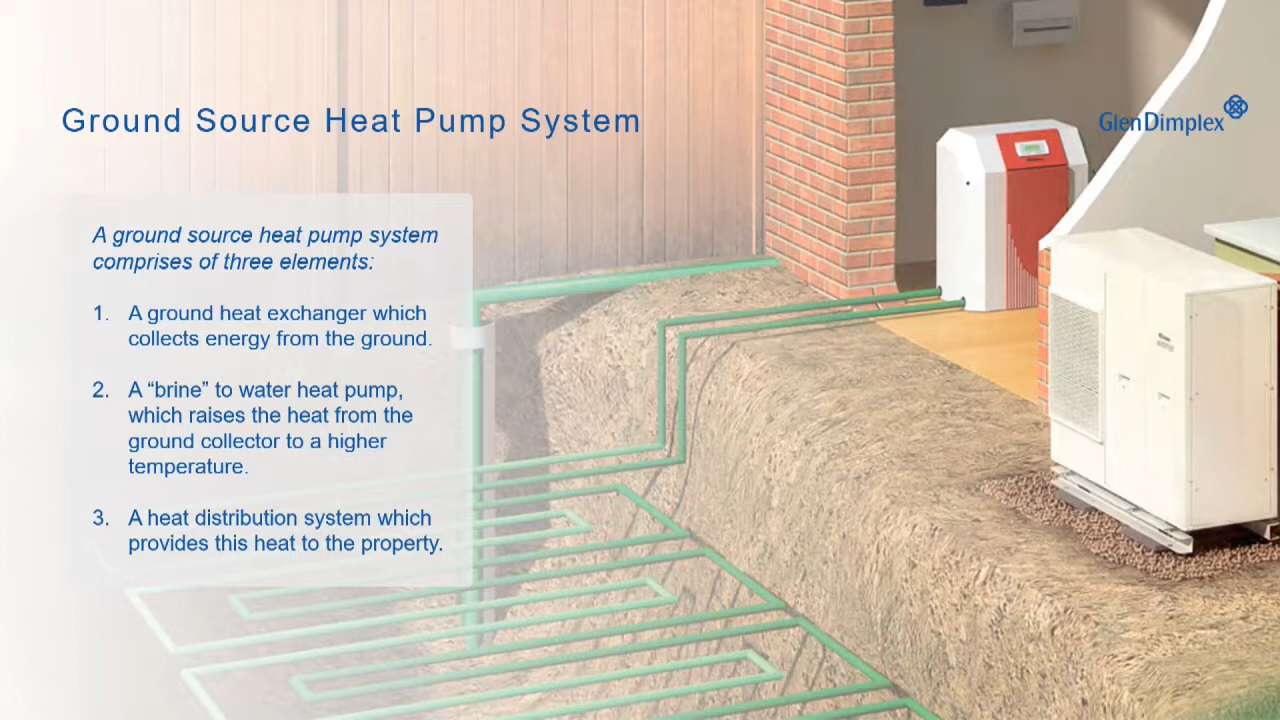 Ground Source Heat Pump System
GlenDimplex
A ground source heat pump system
comprises of three elements:
1. A ground heat exchanger which
collects energy from the ground.
2. A “brine” to water heat pump,
which raises the heat from the
ground collector to a higher
temperature.
3. A heat distribution system which
provides this heat to the property.